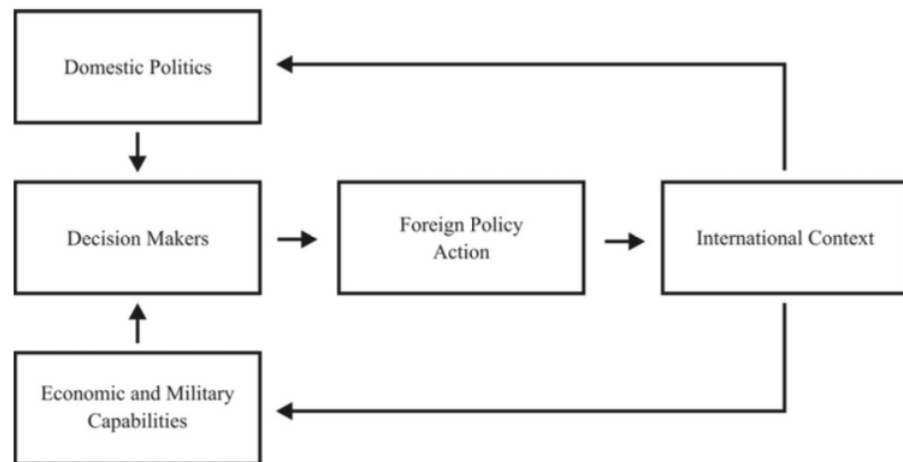 Domestic Politics
Decision Makers
Foreign Policy
Action
International Context
Economic and Military
Capabilities